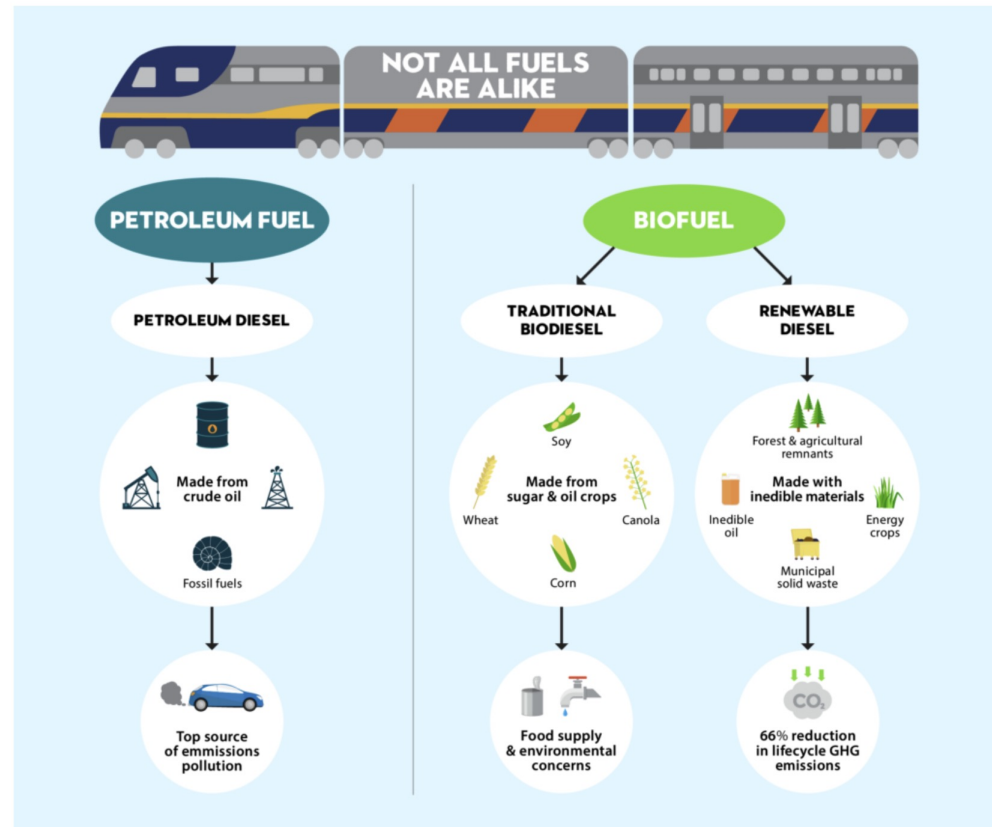 NOT ALL FUELS
ARE ALIKE
PETROLEUM FUEL
PETROLEUM DIESEL
Made from
crude oil
Fossil fuels
Top source
of emmissions
pollution
BIOFUEL
TRADITIONAL
BIODIESEL
Soy
Made from
sugar & oil crops
Wheat
Canola
Corn
Food supply
& environmental
concerns
RENEWABLE
DIESEL
Forest & agricultural
remnants
Made with
inedible materials
Inedible
oil
Energy
crops
Municipal
solid waste
CO₂
66% reduction
in lifecycle GHG
emissions